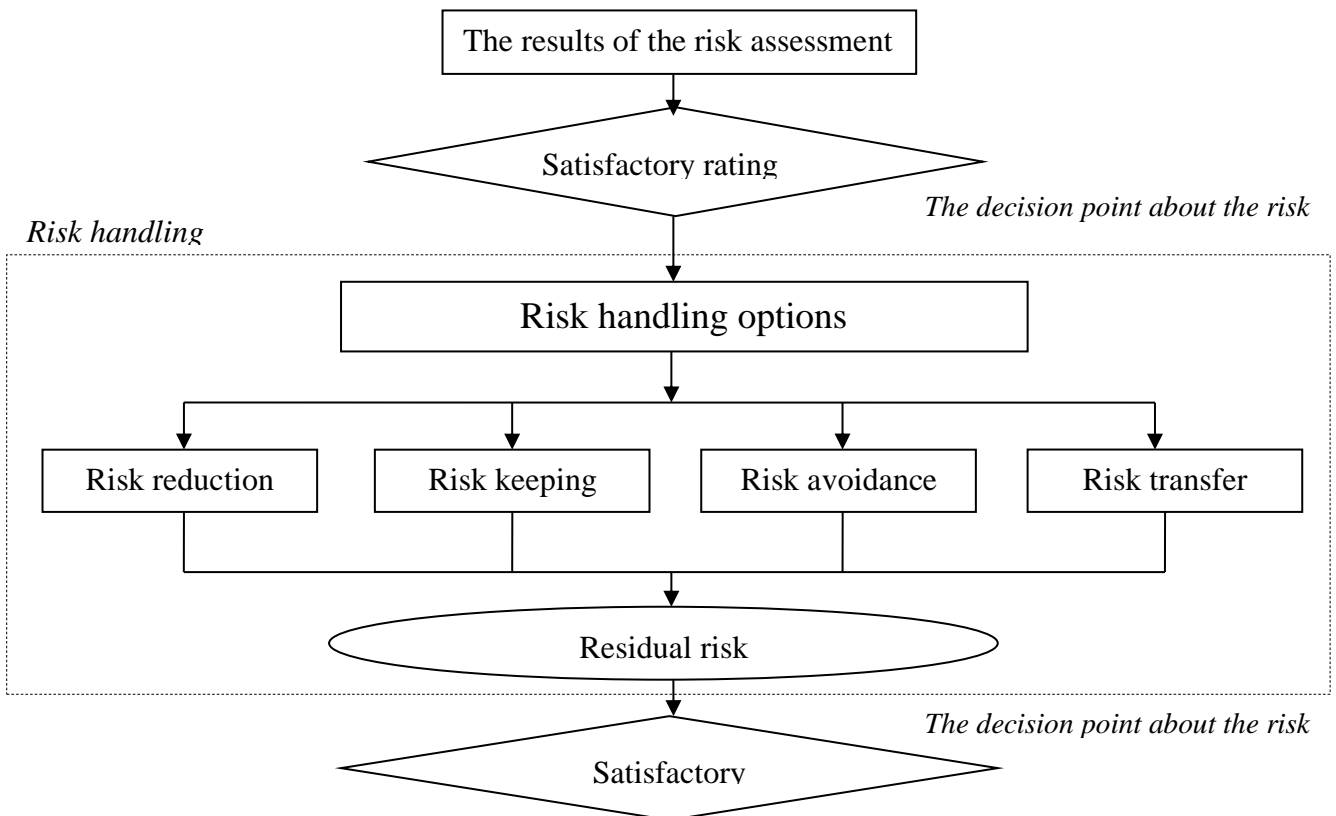 The results of the risk assessment
Satisfactory rating
The decision point about the risk
Risk handling
Risk handling options
Risk reduction
Risk keeping
Risk avoidance
Risk transfer
Residual risk
The decision point about the risk
Satisfactory